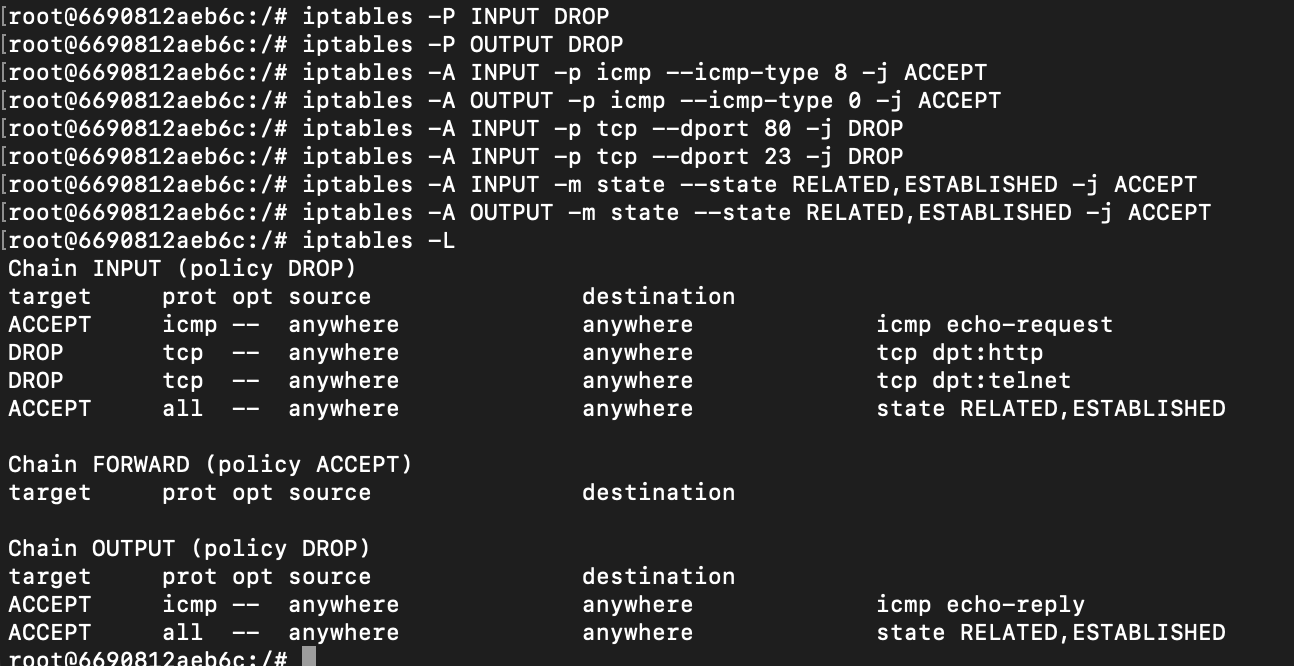 [root@6690812aeb6c:/# iptables -P INPUT DROP
[root@6690812aeb6c:/# iptables -P OUTPUT DROP
[root@6690812aeb6c:/# iptables -A INPUT -p icmp --icmp-type 8 -j ACCEPT
[root@6690812aeb6c:/# iptables -A OUTPUT -p icmp --icmp-type 0 -j ACCEPT
[root@6690812aeb6c:/# iptables -A INPUT -p tcp --dport 80 -j DROP
[root@6690812aeb6c:/# iptables -A INPUT -p tcp --dport 23 -j DROP
[root@6690812aeb6c:/# iptables -A INPUT -m state --state RELATED,ESTABLISHED -j ACCEPT
[root@6690812aeb6c:/# iptables -A OUTPUT -m state --state RELATED,ESTABLISHED -j ACCEPT
[root@6690812aeb6c:/# iptables -L
Chain INPUT (policy DROP)
target     prot opt source               destination
ACCEPT     icmp --  anywhere             anywhere             icmp echo-request
DROP       tcp  --  anywhere             anywhere             tcp dpt:http
DROP       tcp  --  anywhere             anywhere             tcp dpt:telnet
ACCEPT     all  --  anywhere             anywhere             state RELATED,ESTABLISHED

Chain FORWARD (policy ACCEPT)
target     prot opt source               destination

Chain OUTPUT (policy DROP)
target     prot opt source               destination
ACCEPT     icmp --  anywhere             anywhere             icmp echo-reply
ACCEPT     all  --  anywhere             anywhere             state RELATED,ESTABLISHED
root@6690812aeb6c:/#